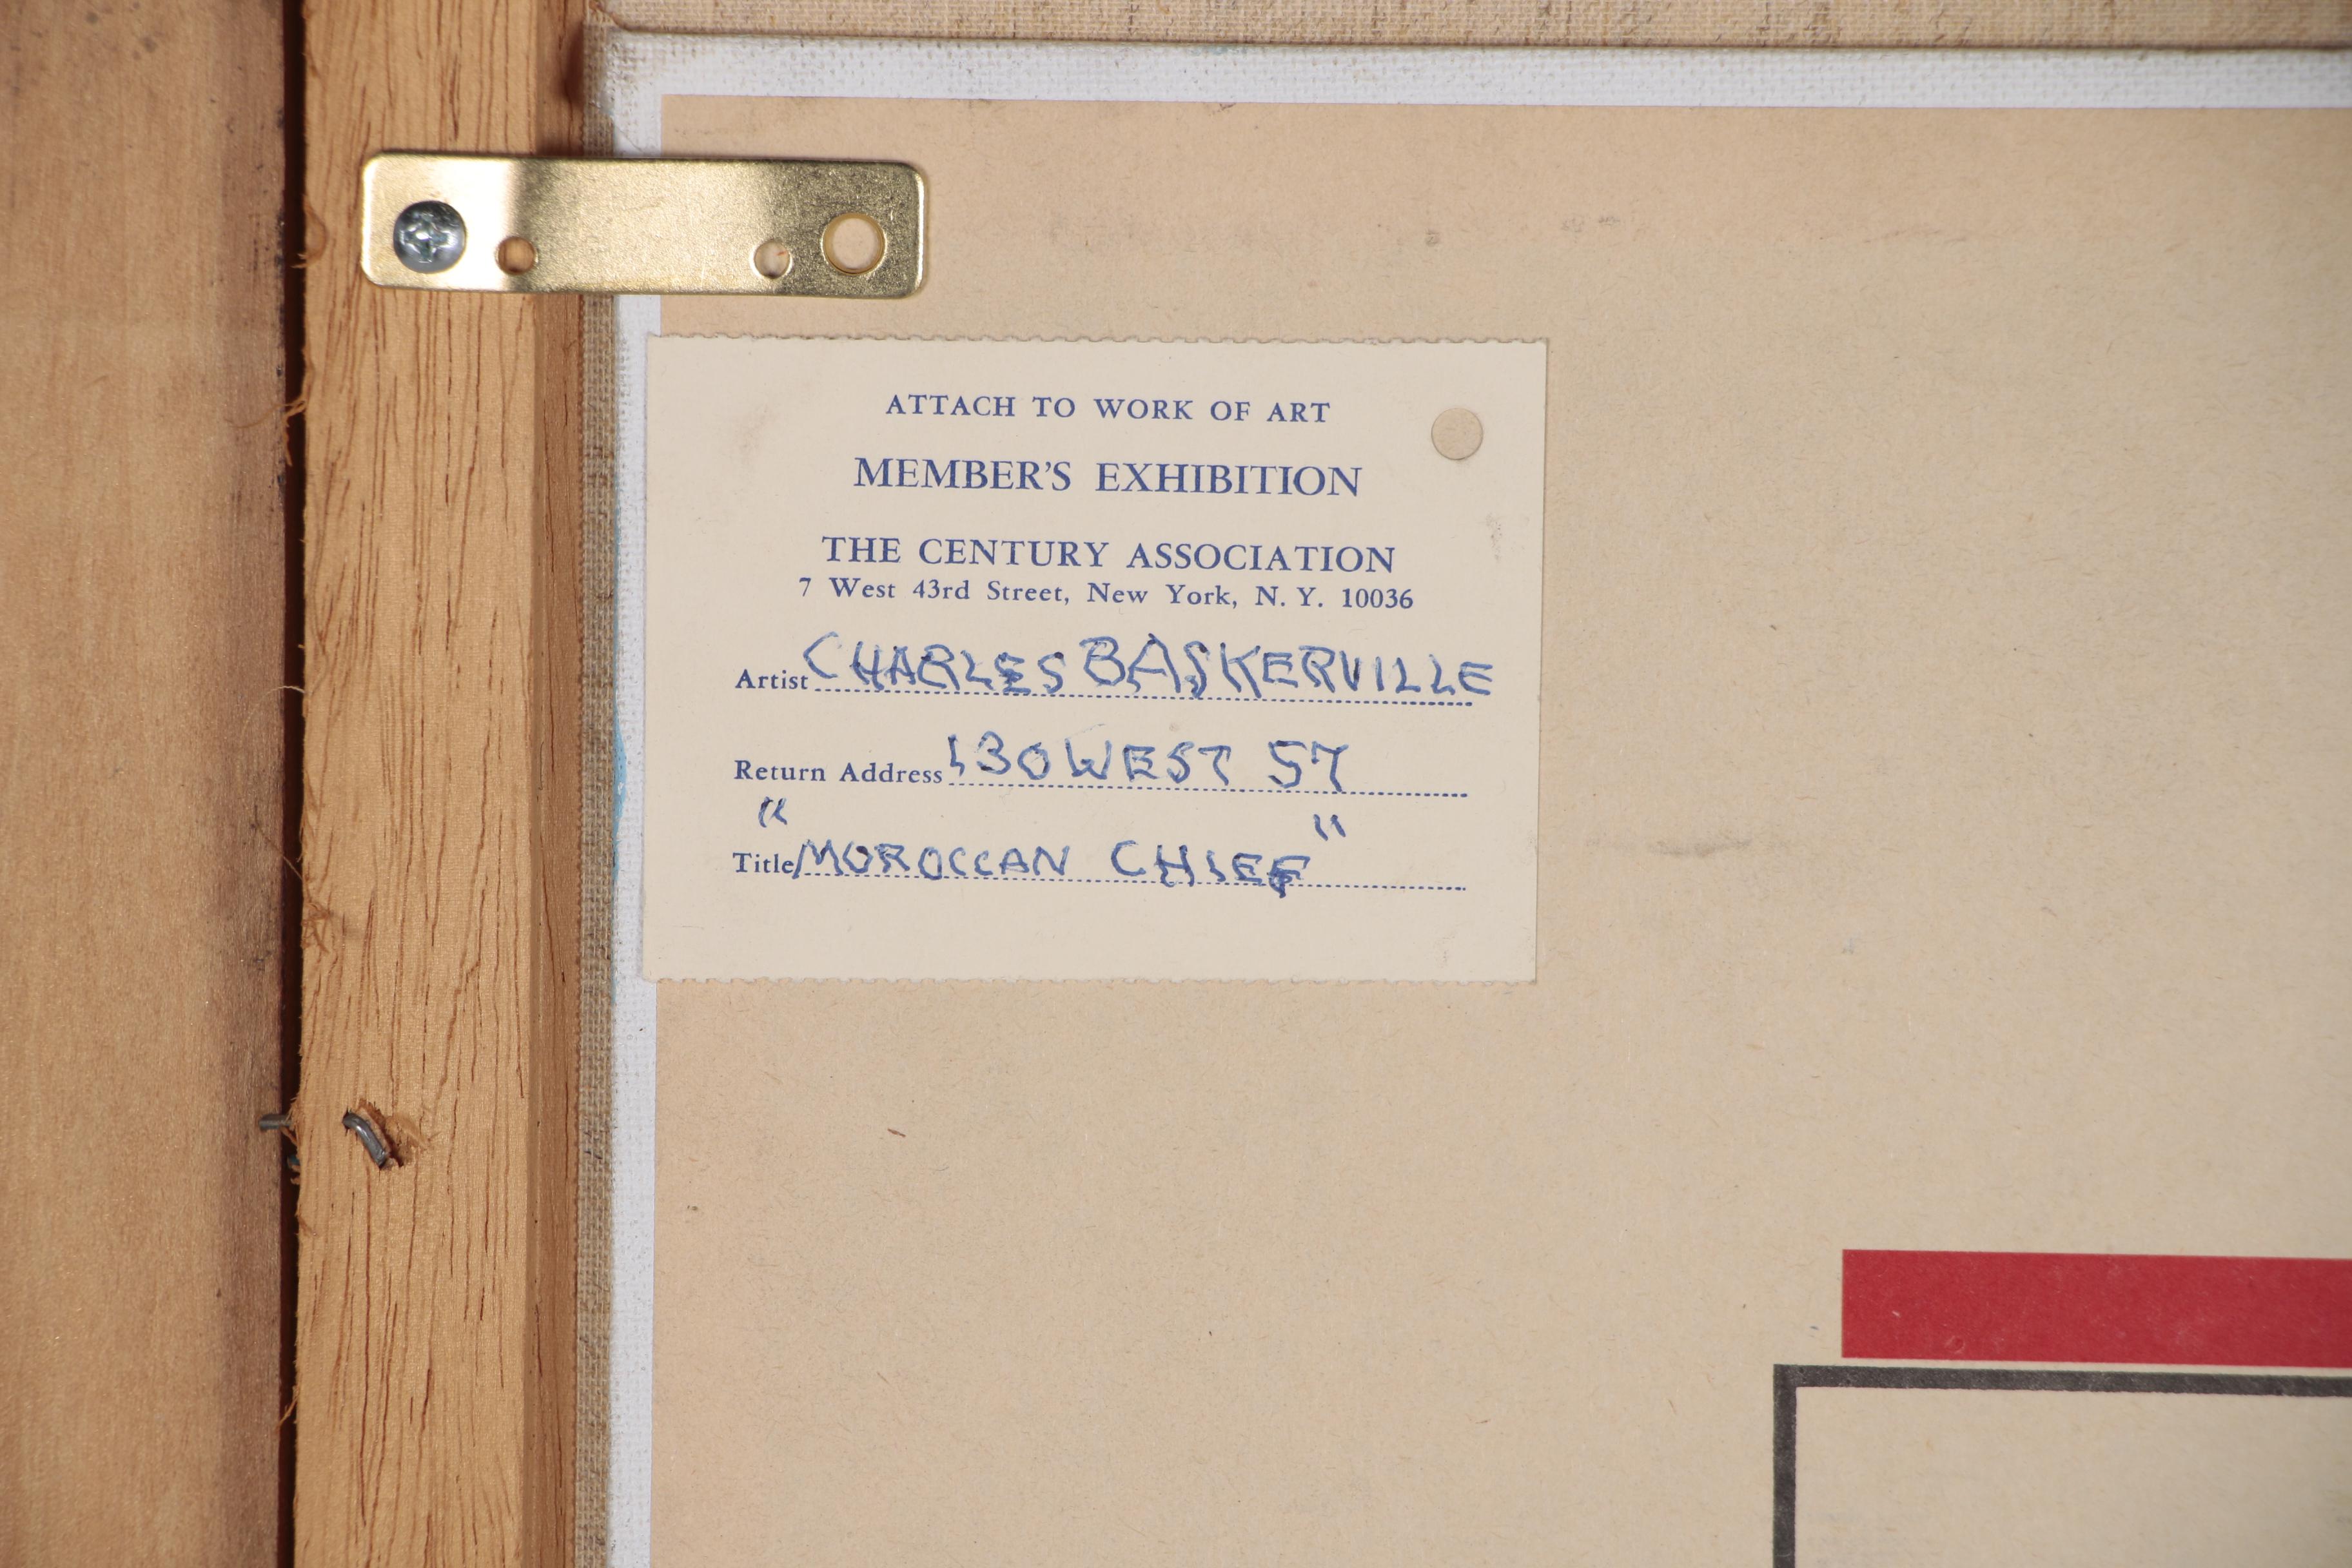 ATTACH TO WORK OF ART
MEMBER'S EXHIBITION
THE CENTURY ASSOCIATION
7 West 43rd Street, New York, N. Y. 10036
Artist CHARLES BASKERVILLE
Return Address 130 WEST 57
Title "MOROCCAN CHIEF"